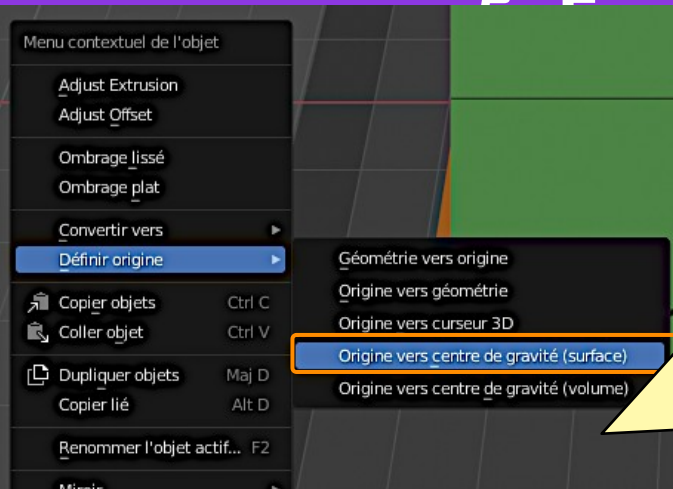 Menu contextuel de l'objet
Adjust Extrusion
Adjust Offset
Ombrage lissé
Ombrage plat
Convertir vers
Définir origine
Copier objets Ctrl C
Coller objet Ctrl V
Dupliquer objets Maj D
Copier lié Alt D
Renommer l'objet actif... F2
Miroir
Géométrie vers origine
Origine vers géométrie
Origine vers curseur 3D
Origine vers centre de gravité (surface)
Origine vers centre de gravité (volume)